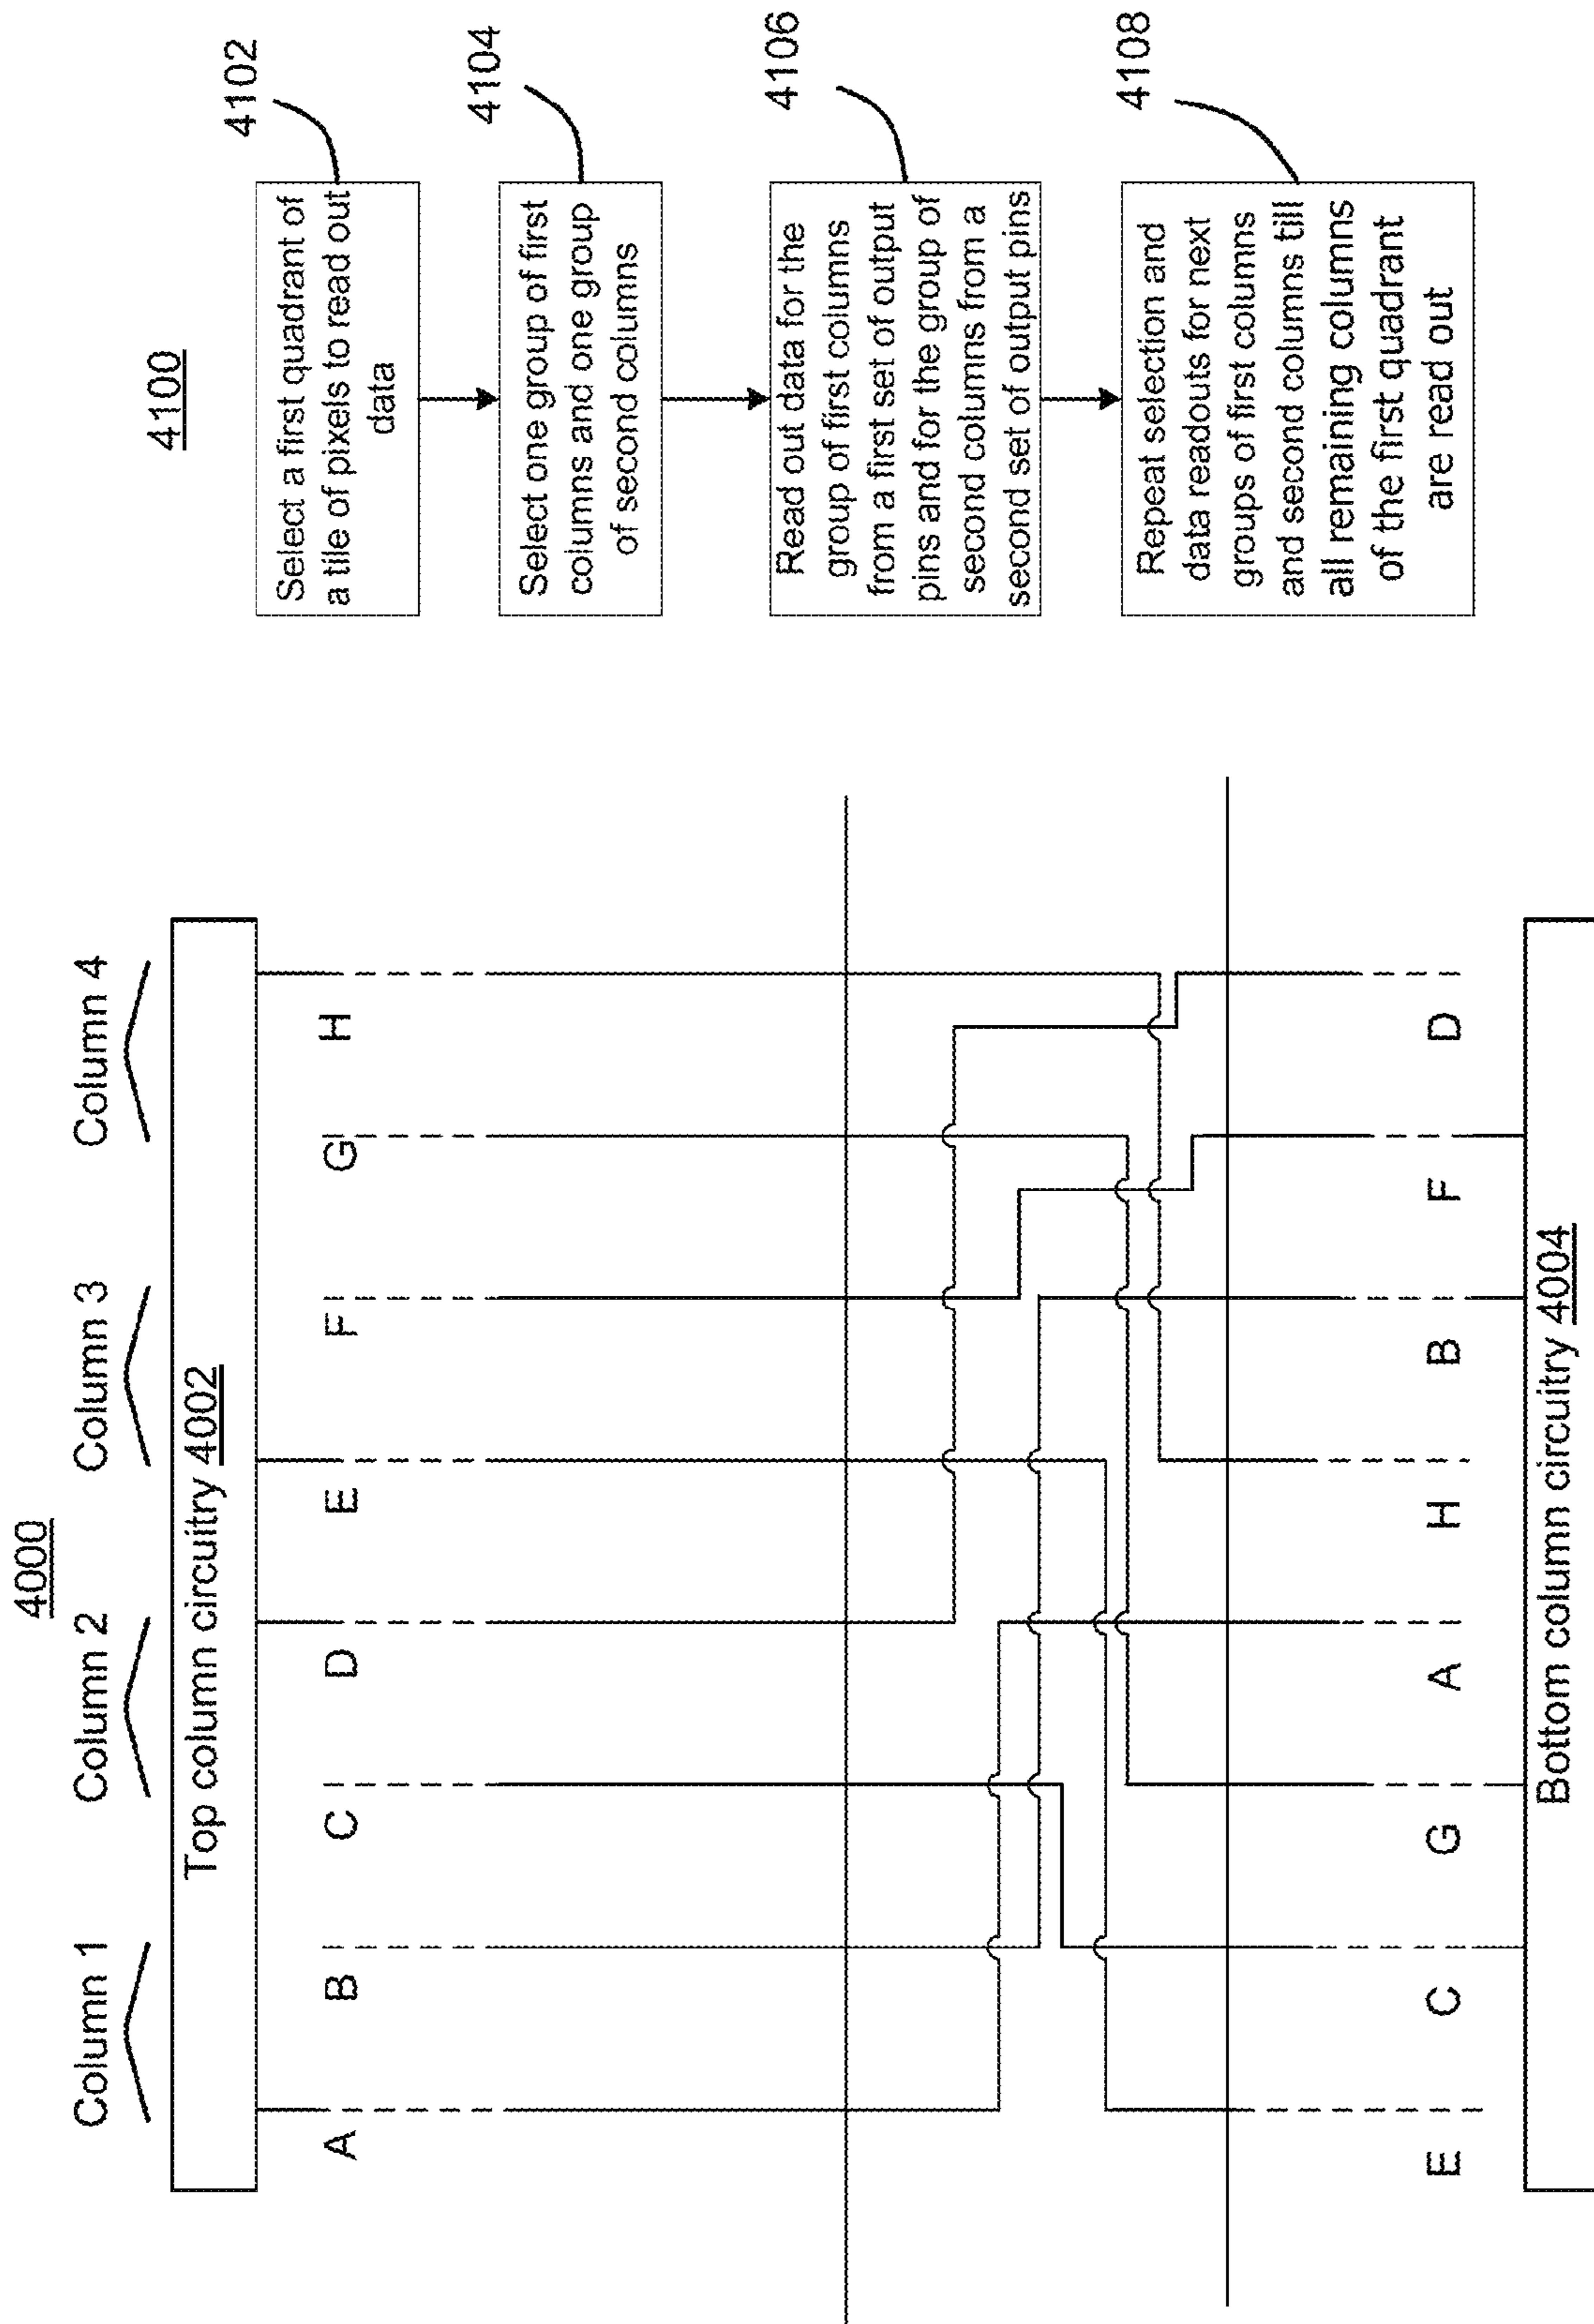 4000
Column 1
Column 2
Column 3
Column 4
Top column circuitry 4002
A
B
C
D
E
F
G
H
E
C
G
A
H
B
F
D
Bottom column circuitry 4004
4100
Select a first quadrant of
a tile of pixels to read out
data
4102
Select one group of first
columns and one group
of second columns
4104
Read out data for the
group of first columns
from a first set of output
pins and for the group of
second columns from a
second set of output pins
4106
Repeat selection and
data readouts for next
groups of first columns
and second columns till
all remaining columns
of the first quadrant
are read out
4108